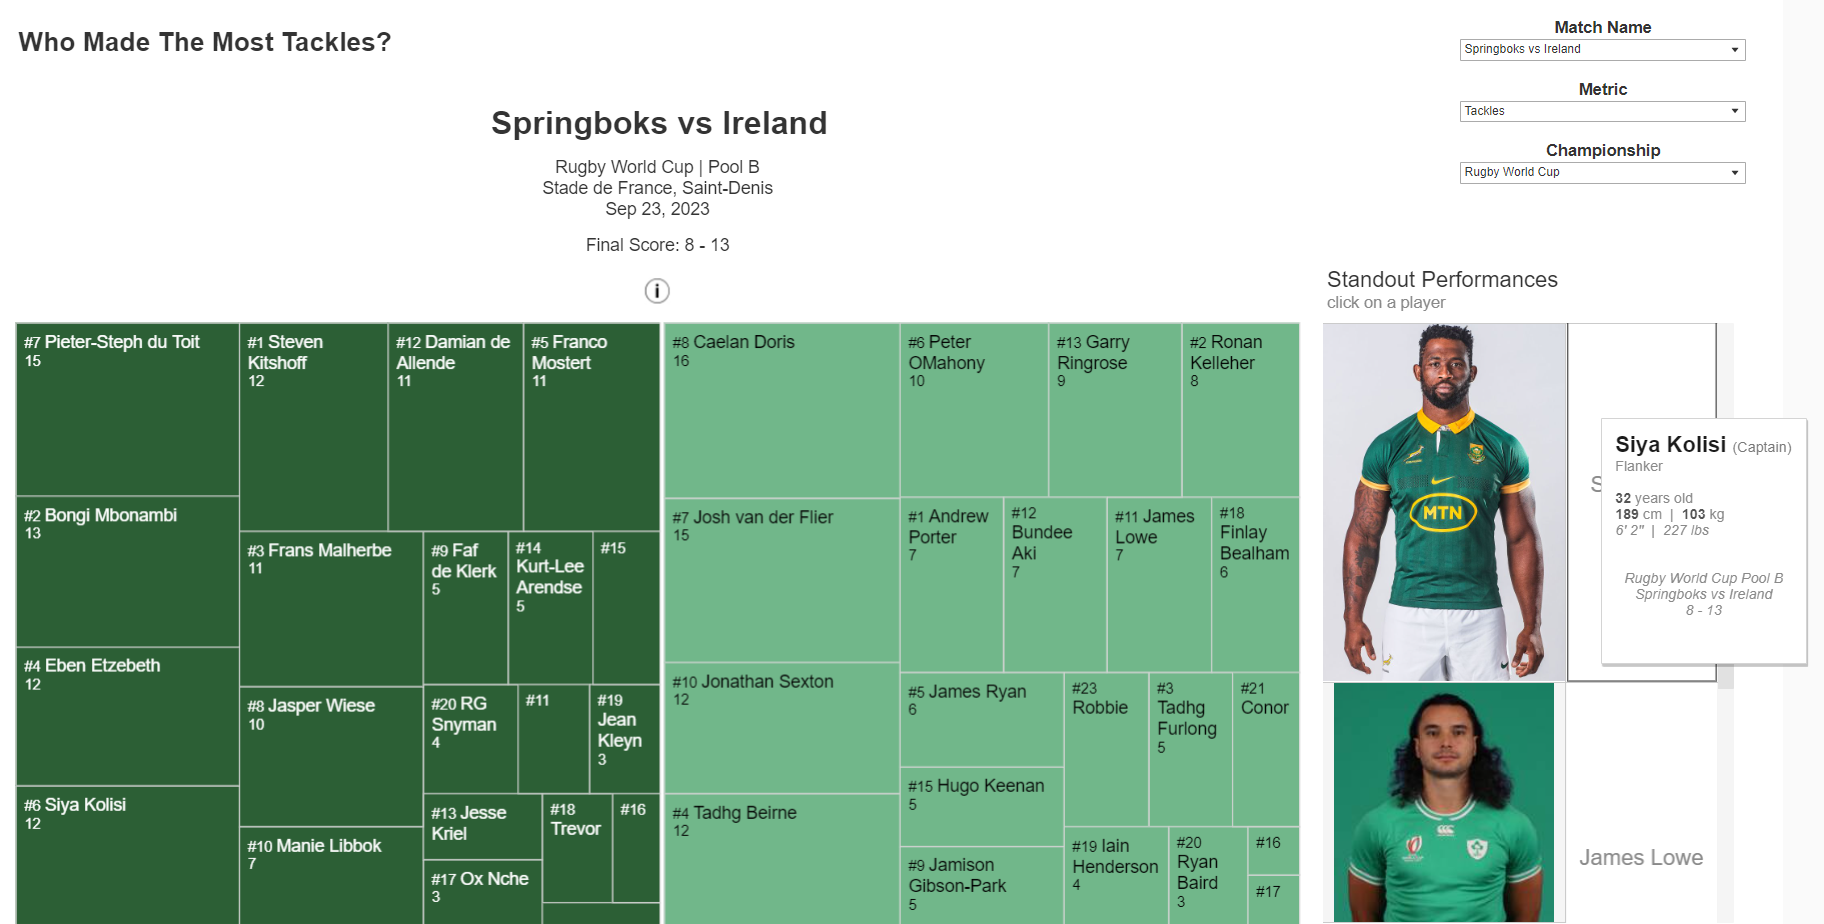 Who Made The Most Tackles?
Match Name
Springboks vs Ireland
Metric
Tackles
Championship
Rugby World Cup
Springboks vs Ireland
Rugby World Cup | Pool B
Stade de France, Saint-Denis
Sep 23, 2023
Final Score: 8 - 13
i
Standout Performances
click on a player
#7 Pieter-Steph du Toit
15
#2 Bongi Mbonambi
13
#4 Eben Etzebeth
12
#6 Siya Kolisi
12
#1 Steven
Kitshoff
12
#12 Damian de
Allende
11
#5 Franco
Mostert
11
#3 Frans Malherbe
11
#8 Jasper Wiese
10
#10 Manie Libbok
7
#9 Faf
de Klerk
5
#14
Kurt-Lee
Arendse
5
#15
#20 RG
Snyman
4
#11
#19
Jean
Kleyn
3
#13 Jesse
Kriel
#18
Trevor
#16
#17 Ox Nche
3
#8 Caelan Doris
16
#7 Josh van der Flier
15
#10 Jonathan Sexton
12
#4 Tadhg Beirne
12
#6 Peter
OMahony
10
#13 Garry
Ringrose
9
#2 Ronan
Kelleher
8
#1 Andrew
Porter
7
#12
Bundee
Aki
7
#11 James
Lowe
7
#18
Finlay
Bealham
6
#5 James Ryan
6
#23
Robbie
#3
Tadhg
Furlong
5
#21
Conor
#15 Hugo Keenan
5
#9 Jamison
Gibson-Park
5
#19 Iain
Henderson
4
#20
Ryan
Baird
3
#16
#17
MTN
S
Siya Kolisi (Captain)
Flanker
32 years old
189 cm | 103 kg
6' 2" | 227 lbs
Rugby World Cup Pool B
Springboks vs Ireland
8 - 13
James Lowe